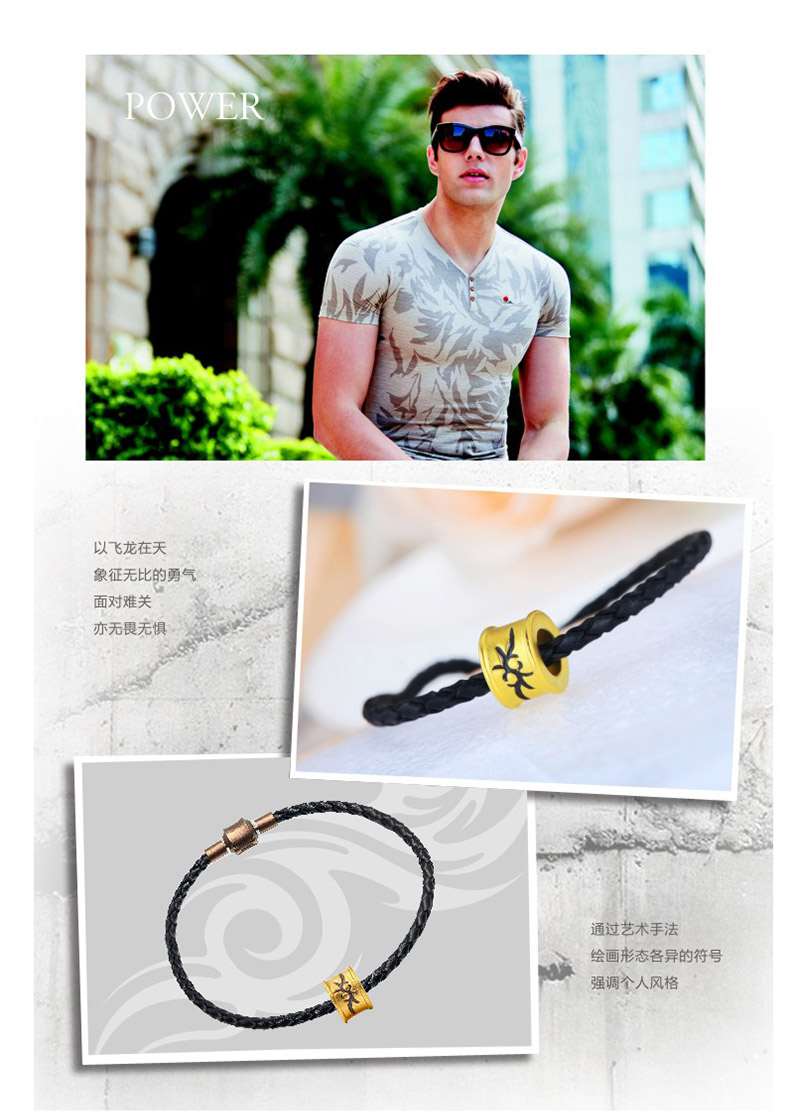 POWER
以飞龙在天
象征无比的勇气
面对难关
亦无畏无惧
通过艺术手法
绘画形态各异的符号
强调个人风格